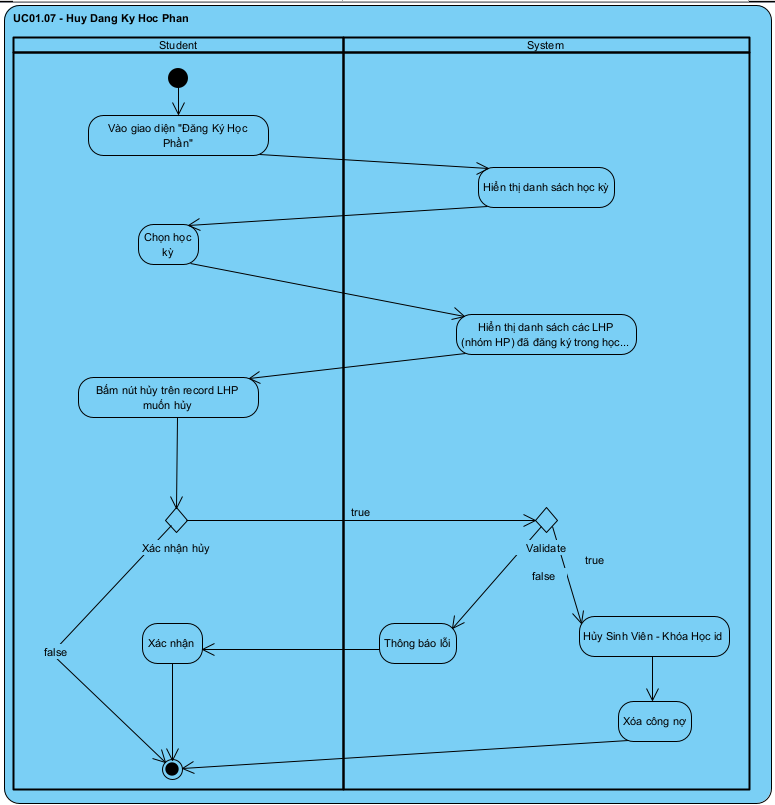 UC01.07 - Huy Dang Ky Hoc Phan
Student
System
Vào giao diện "Đăng Ký Học
Phần"
Hiển thị danh sách học kỳ
Chọn học
kỳ
Hiển thị danh sách các LHP
(nhóm HP) đã đăng ký trong học...
Bấm nút hủy trên record LHP
muốn hủy
true
Xác nhận hủy
Validate
true
false
Xác nhận
Thông báo lỗi
Hủy Sinh Viên - Khóa Học id
false
Xóa công nợ